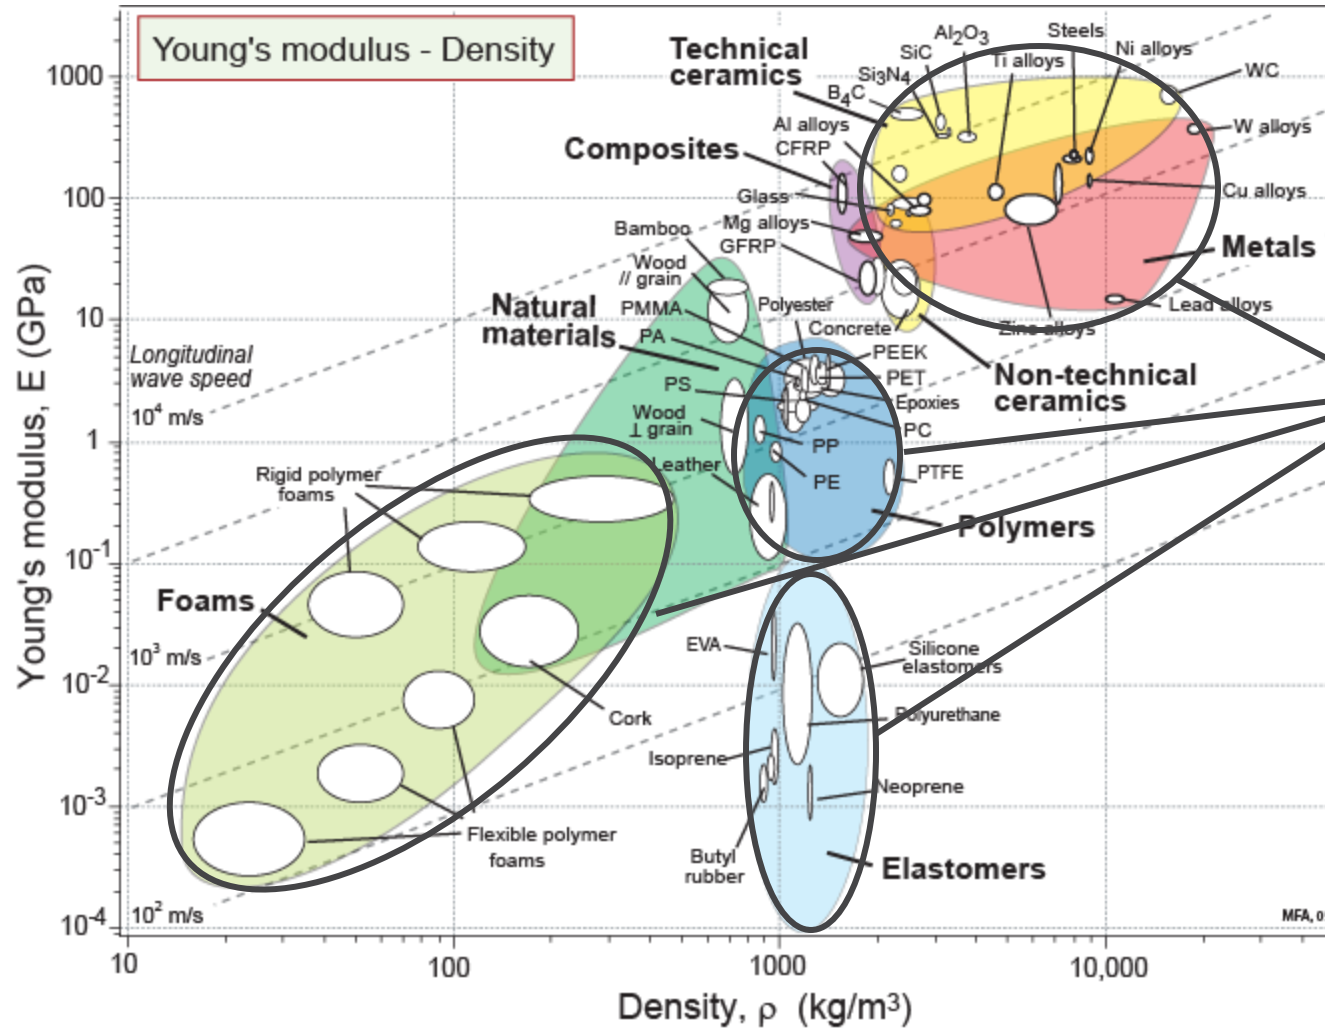 Young's modulus - Density
Technical
ceramics
Al2O3
Steels
SiC
Ti alloys
Ni alloys
Si3N4
WC
B4C
Al alloys
W alloys
Composites
CFRP
Glass
Cu alloys
Mg alloys
Bamboo
GFRP
Metals
Wood
// grain
Natural
materials
PMMA
Polyester
Lead alloys
Concrete
Zinc alloys
PA
PEEK
Non-technical
ceramics
PET
PS
Epoxies
Wood
⊥ grain
PC
PP
Leather
PE
PTFE
Polymers
Longitudinal
wave speed
10⁴ m/s
Rigid polymer
foams
Foams
10³ m/s
EVA
Silicone
elastomers
Cork
Polyurethane
Isoprene
Neoprene
Flexible polymer
foams
Butyl
rubber
Elastomers
10² m/s
MFA, 0
Young's modulus, E (GPa)
1000
100
10
1
10⁻¹
10⁻²
10⁻³
10⁻⁴
10
100
1000
10,000
Density, ρ (kg/m³)